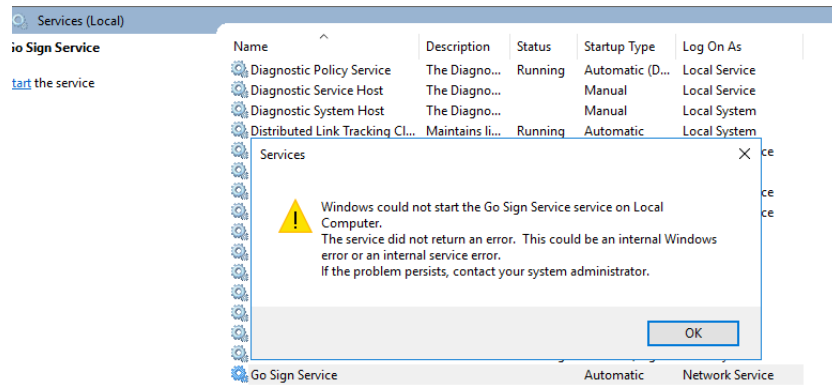 Services (Local)
Go Sign Service
Start the service
Name Description Status Startup Type Log On As
Diagnostic Policy Service The Diagno... Running Automatic (D... Local Service
Diagnostic Service Host The Diagno... Manual Local Service
Diagnostic System Host The Diagno... Manual Local System
Distributed Link Tracking Cl... Maintains li... Running Automatic Local System
Services
Windows could not start the Go Sign Service service on Local
Computer.
The service did not return an error. This could be an internal Windows
error or an internal service error.
If the problem persists, contact your system administrator.
OK
Go Sign Service Automatic Network Service